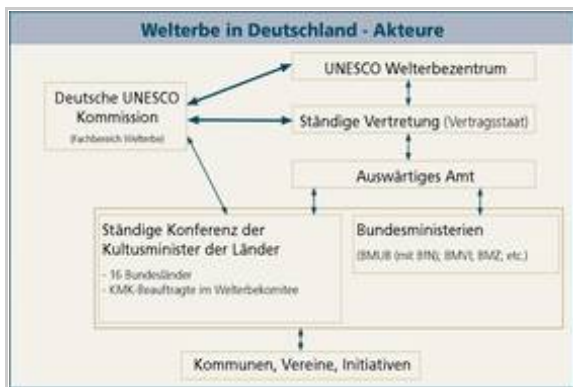 Welterbe in Deutschland - Akteure
UNESCO Welterbezentrum
Deutsche UNESCO
Kommission
(Fachbereich Welterbe)
Ständige Vertretung (Vertragsstaat)
Auswärtiges Amt
Ständige Konferenz der
Kultusminister der Länder
- 16 Bundesländer
- KMK-Beauftragte im Welterbekomitee
Bundesministerien
(BMUB (mit BfN); BMVI; BMZ; etc.)
Kommunen, Vereine, Initiativen